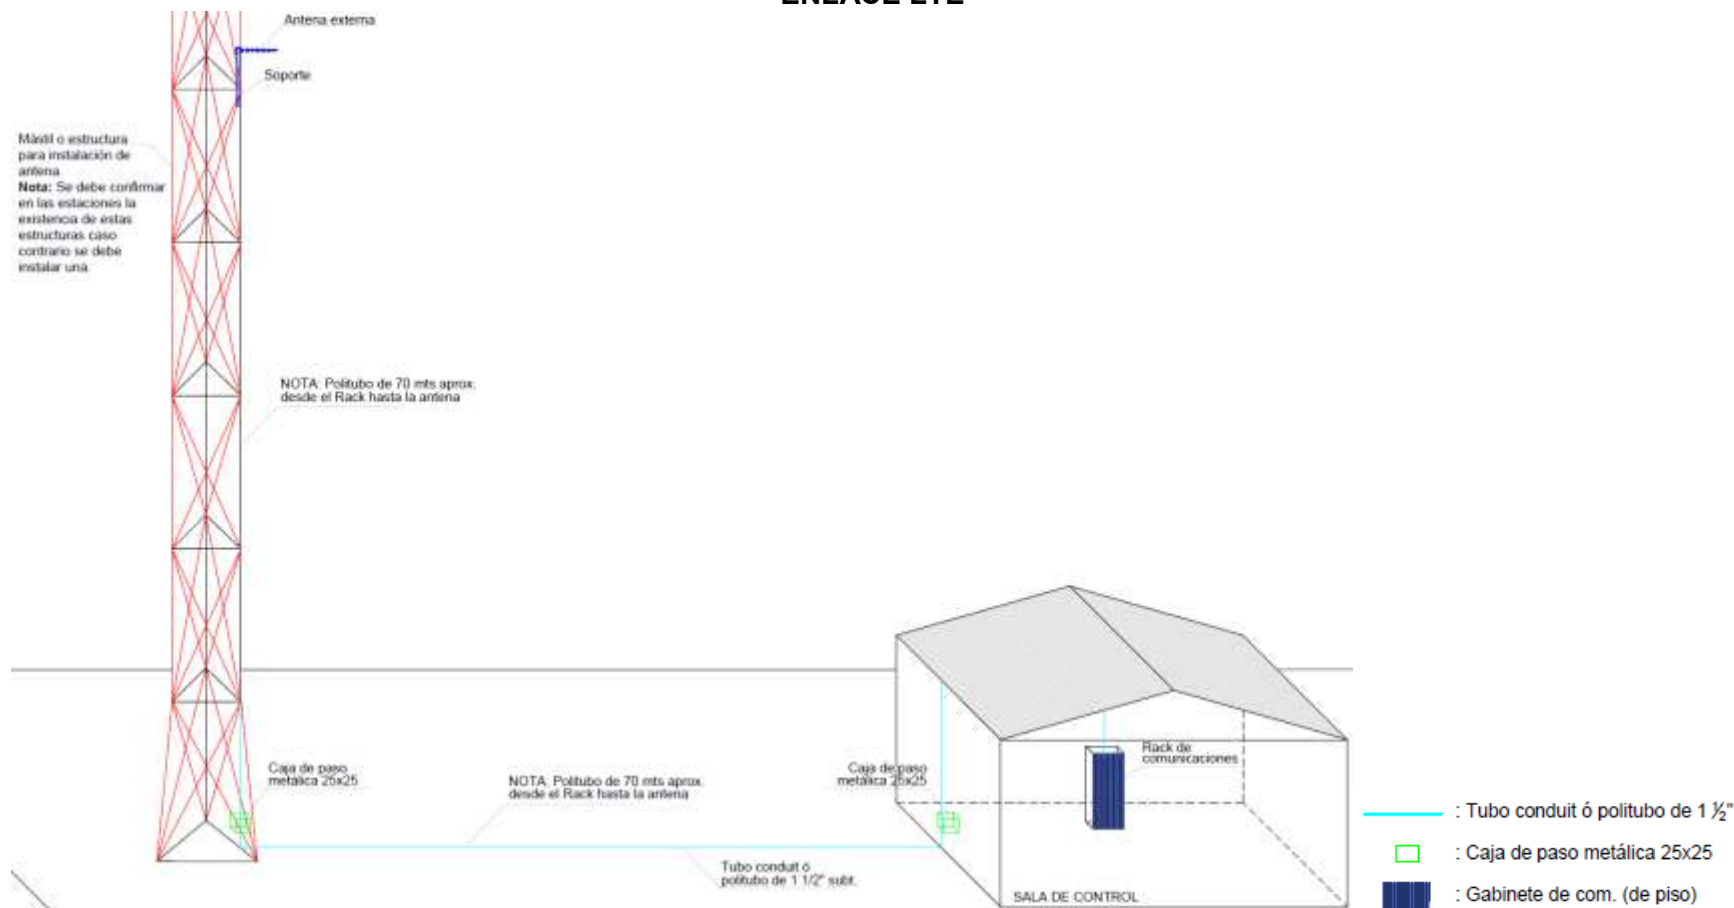 Antena externa
Soporte
Mástil o estructura
para instalación de
antena
Nota: Se debe confirmar
en las estaciones la
existencia de estas
estructuras caso
contrario se debe
instalar una.
NOTA: Politubo de 70 mts aprox.
desde el Rack hasta la antena
Caja de paso
metálica 25x25
NOTA: Politubo de 70 mts aprox.
desde el Rack hasta la antena
Tubo conduit ó
politubo de 1 1/2" subt.
Caja de paso
metálica 25x25
Rack de
comunicaciones
SALA DE CONTROL
: Tubo conduit ó politubo de 1 ½"
: Caja de paso metálica 25x25
: Gabinete de com. (de piso)